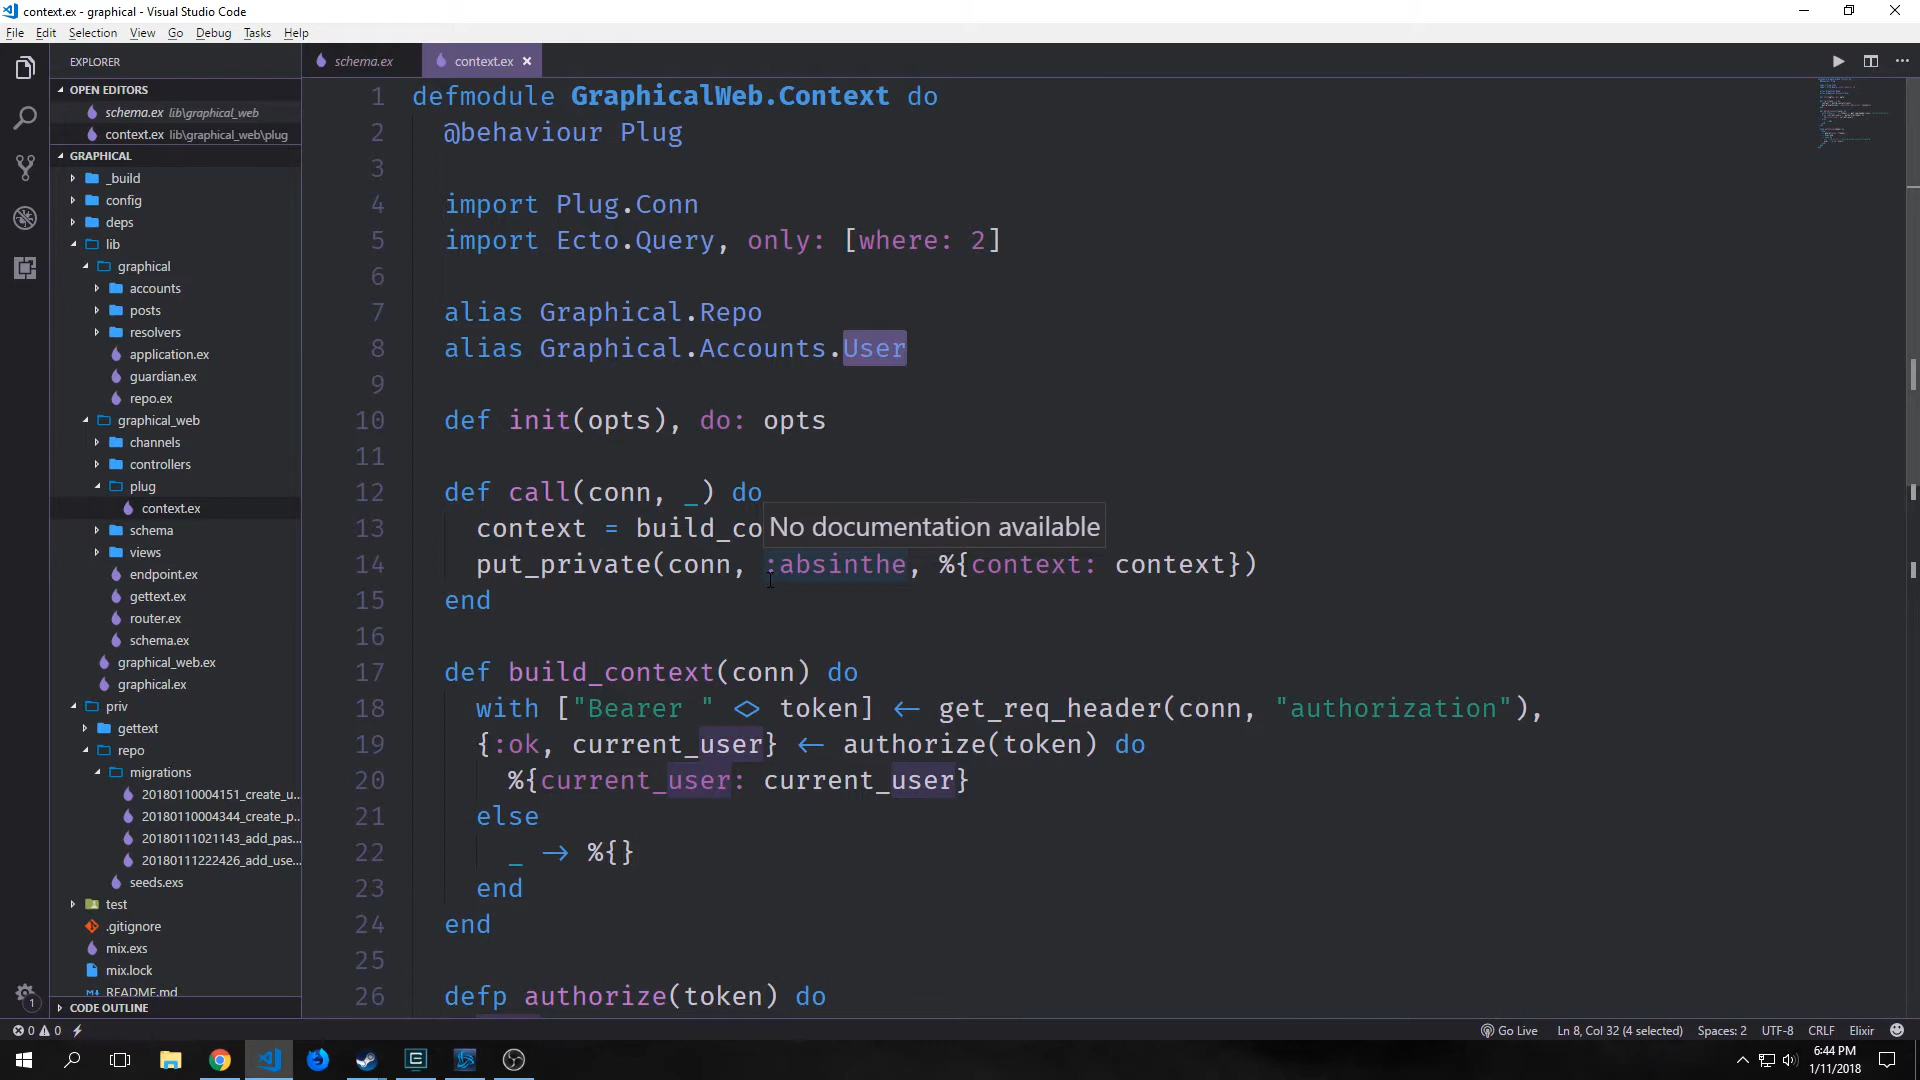 context.ex - graphical - Visual Studio Code
File Edit Selection View Go Debug Tasks Help
EXPLORER
OPEN EDITORS
schema.ex lib\graphical_web
context.ex lib\graphical_web\plug
GRAPHICAL
_build
config
deps
lib
graphical
accounts
posts
resolvers
application.ex
guardian.ex
repo.ex
graphical_web
channels
controllers
plug
context.ex
schema
views
endpoint.ex
gettext.ex
router.ex
schema.ex
graphical_web.ex
graphical.ex
priv
gettext
repo
migrations
20180110004151_create_u...
20180110004344_create_p...
20180111021143_add_pas...
20180111222426_add_use...
seeds.exs
test
.gitignore
mix.exs
mix.lock
README.md
CODE OUTLINE
schema.ex context.ex
1 defmodule GraphicalWeb.Context do
2 @behaviour Plug
3
4 import Plug.Conn
5 import Ecto.Query, only: [where: 2]
6
7 alias Graphical.Repo
8 alias Graphical.Accounts.User
9
10 def init(opts), do: opts
11
12 def call(conn, _) do
13 context = build_co
No documentation available
14 put_private(conn, :absinthe, %{context: context})
15 end
16
17 def build_context(conn) do
18 with ["Bearer " <> token] <- get_req_header(conn, "authorization"),
19 {:ok, current_user} <- authorize(token) do
20 %{current_user: current_user}
21 else
22 _ -> %{}
23 end
24 end
25
26 defp authorize(token) do
0 0 Go Live Ln 8, Col 32 (4 selected) Spaces: 2 UTF-8 CRLF Elixir
1
6:44 PM
1/11/2018